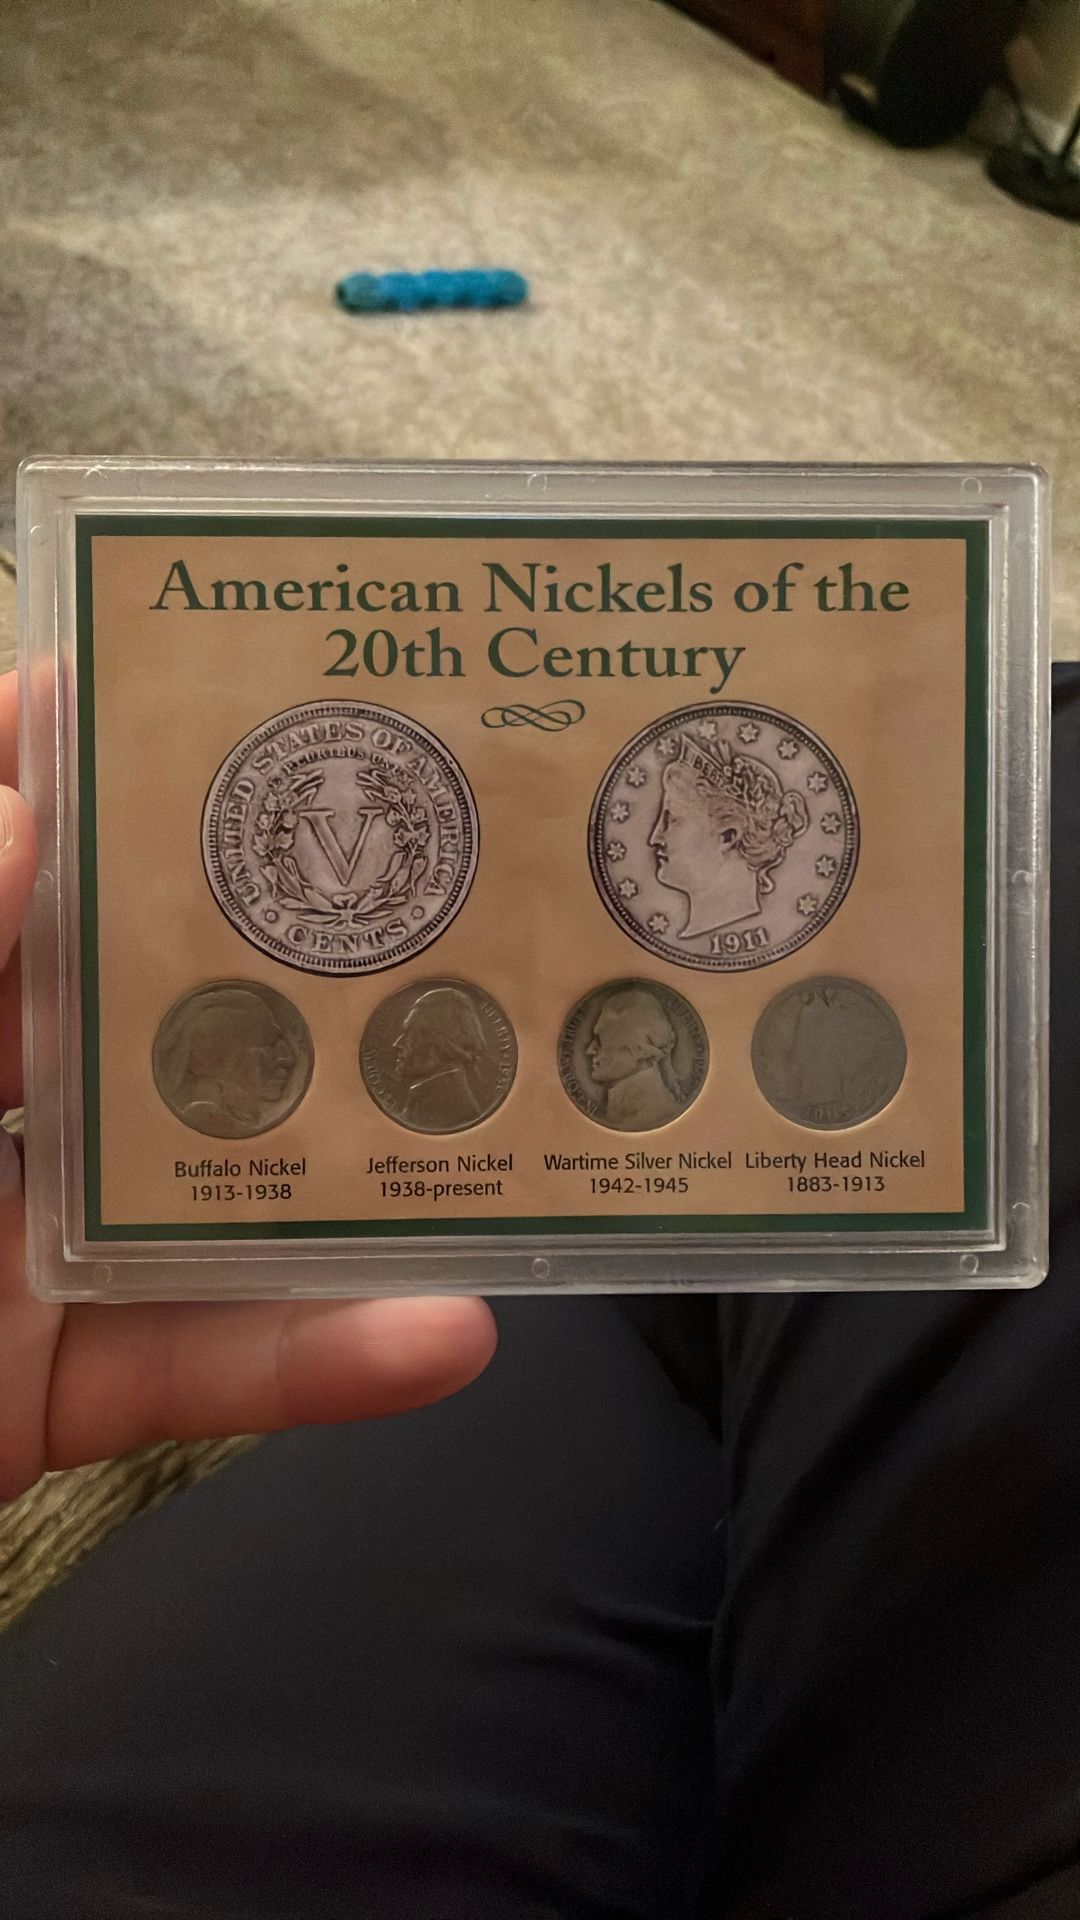 American Nickels of the
20th Century
UNITED STATES OF AMERICA
E PLURIBUS UNUM
V
CENTS
LIBERTY
1911
Buffalo Nickel
1913-1938
Jefferson Nickel
1938-present
Wartime Silver Nickel
1942-1945
Liberty Head Nickel
1883-1913